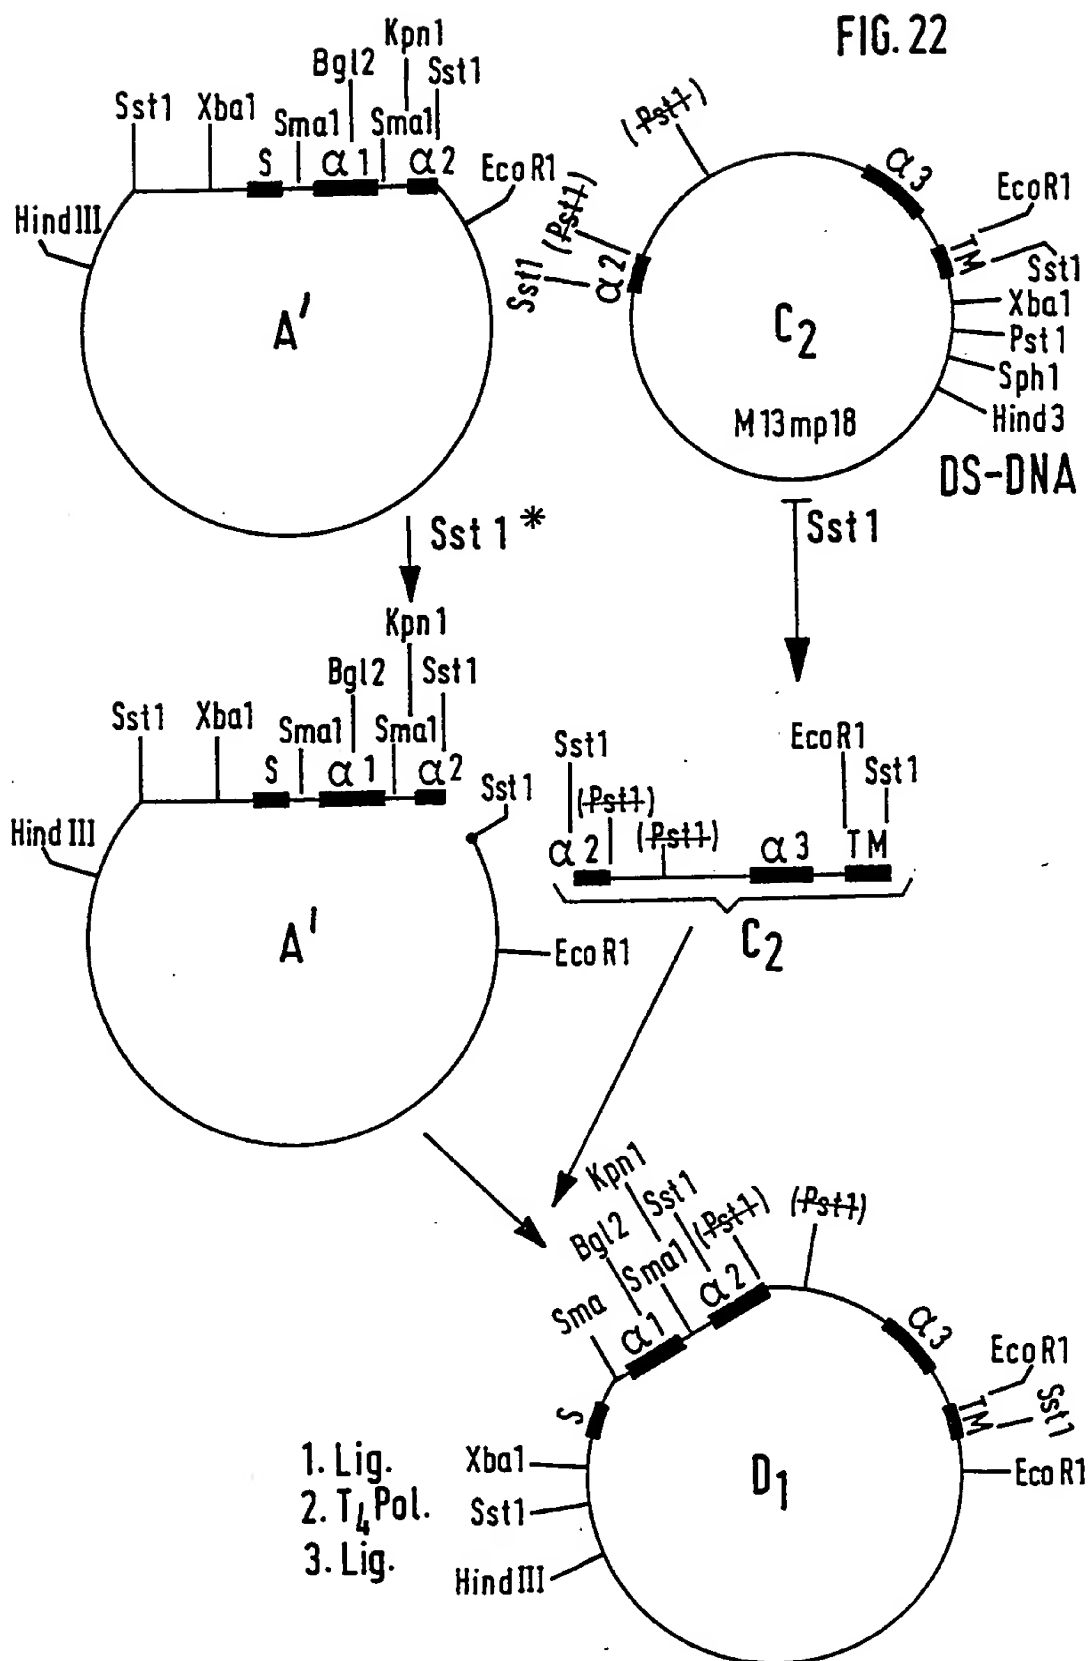 FIG. 22
Kpn1
Bgl2
Sst1
Sst1
Xba1
Sma1
Sma1
S
α1
α2
EcoR1
HindIII
A'
(Pst1)
α3
EcoR1
(Pst1)
TM
Sst1
Sst1
α2
Xba1
C2
Pst1
Sph1
Hind3
M13mp18
DS-DNA
Sst1*
Sst1
Kpn1
Bgl2
Sst1
Sst1
Xba1
Sma1
Sma1
S
α1
α2
Sst1
HindIII
A'
EcoR1
EcoR1
Sst1
Sst1
(Pst1)
(Pst1)
α2
α3
TM
C2
Kpn1
Sst1
(Pst1)
(Pst1)
Bgl2
Sma1
α2
Sma
α1
α3
EcoR1
S
TM
Sst1
1. Lig.
Xba1
D1
EcoR1
2. T4 Pol.
Sst1
3. Lig.
HindIII